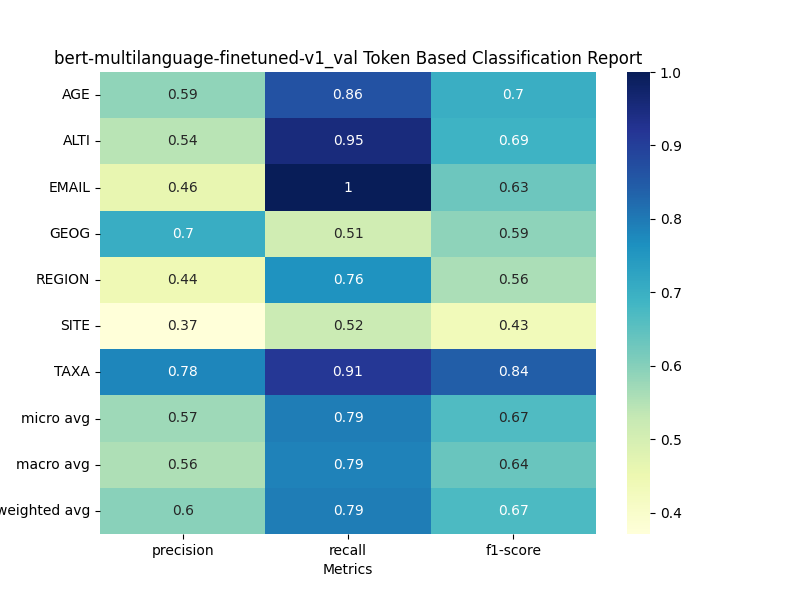 bert-multilanguage-finetuned-v1_val Token Based Classification Report
AGE 0.59 0.86 0.7
ALTI 0.54 0.95 0.69
EMAIL 0.46 1 0.63
GEOG 0.7 0.51 0.59
REGION 0.44 0.76 0.56
SITE 0.37 0.52 0.43
TAXA 0.78 0.91 0.84
micro avg 0.57 0.79 0.67
macro avg 0.56 0.79 0.64
weighted avg 0.6 0.79 0.67
precision recall f1-score
Metrics
1.0
0.9
0.8
0.7
0.6
0.5
0.4